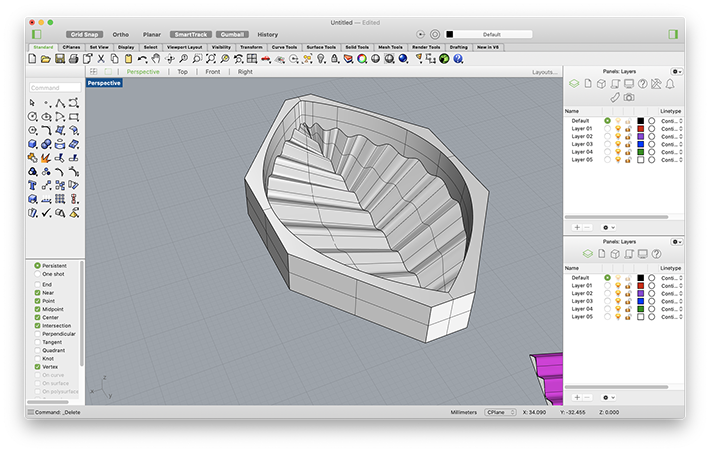 Untitled — Edited
Grid Snap Ortho Planar SmartTrack Gumball History Default
Standard CPlanes Set View Display Select Viewport Layout Visibility Transform Curve Tools Surface Tools Solid Tools Mesh Tools Render Tools Drafting New in V8
Perspective Top Front Right Layouts...
Perspective
Command
Panels: Layers
Name Linetype
Default Conti...
Layer 01 Conti...
Layer 02 Conti...
Layer 03 Conti...
Layer 04 Conti...
Layer 05 Conti...
Panels: Layers
Name Linetype
Default Conti...
Layer 01 Conti...
Layer 02 Conti...
Layer 03 Conti...
Layer 04 Conti...
Layer 05 Conti...
Persistent
One shot
End
Near
Point
Midpoint
Center
Intersection
Perpendicular
Tangent
Quadrant
Knot
Vertex
On curve
On surface
On polysurface
z
x
y
Command: _Delete
Millimeters CPlane X: 34.090 Y: -32.455 Z: 0.000